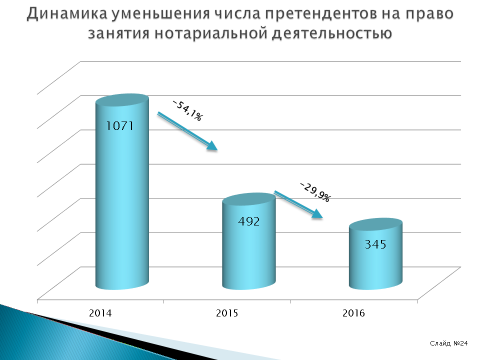 Динамика уменьшения числа претендентов на право
занятия нотариальной деятельностью
-54,1%
1071
-29,9%
492
345
2014
2015
2016
Слайд №24